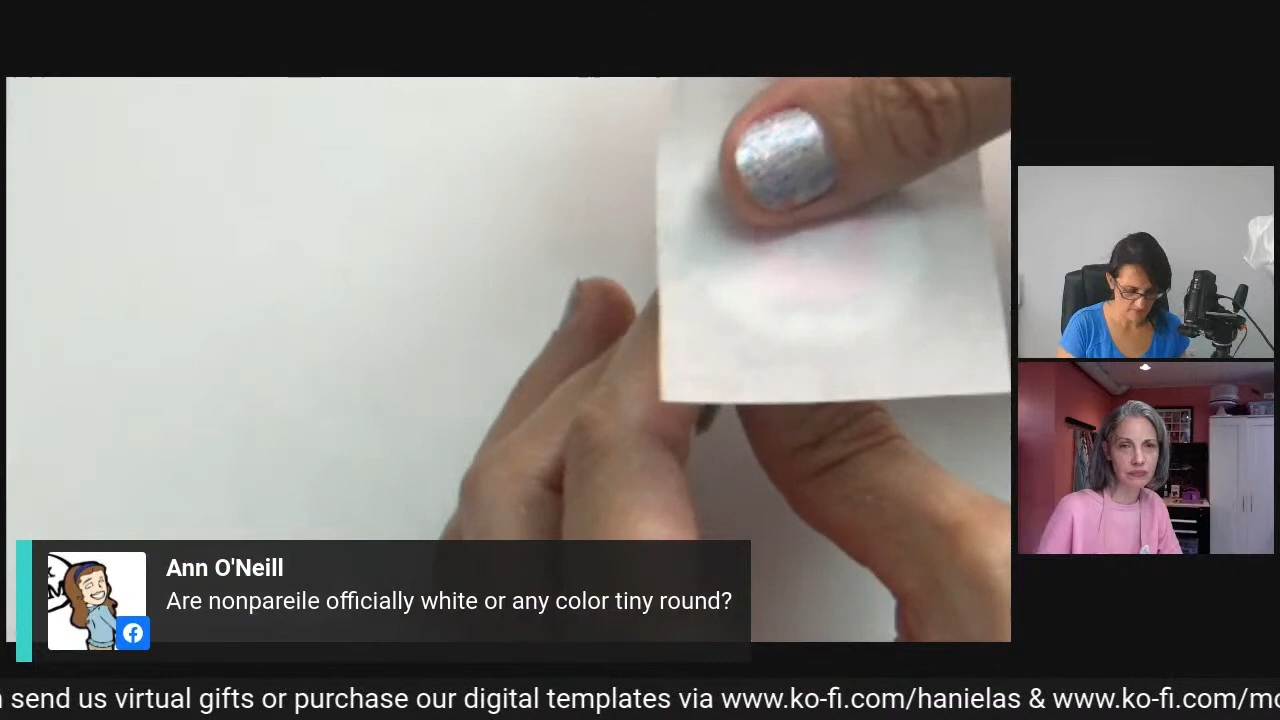 Ann O'Neill
Are nonpareile officially white or any color tiny round?
send us virtual gifts or purchase our digital templates via www.ko-fi.com/hanielas & www.ko-fi.com/mo